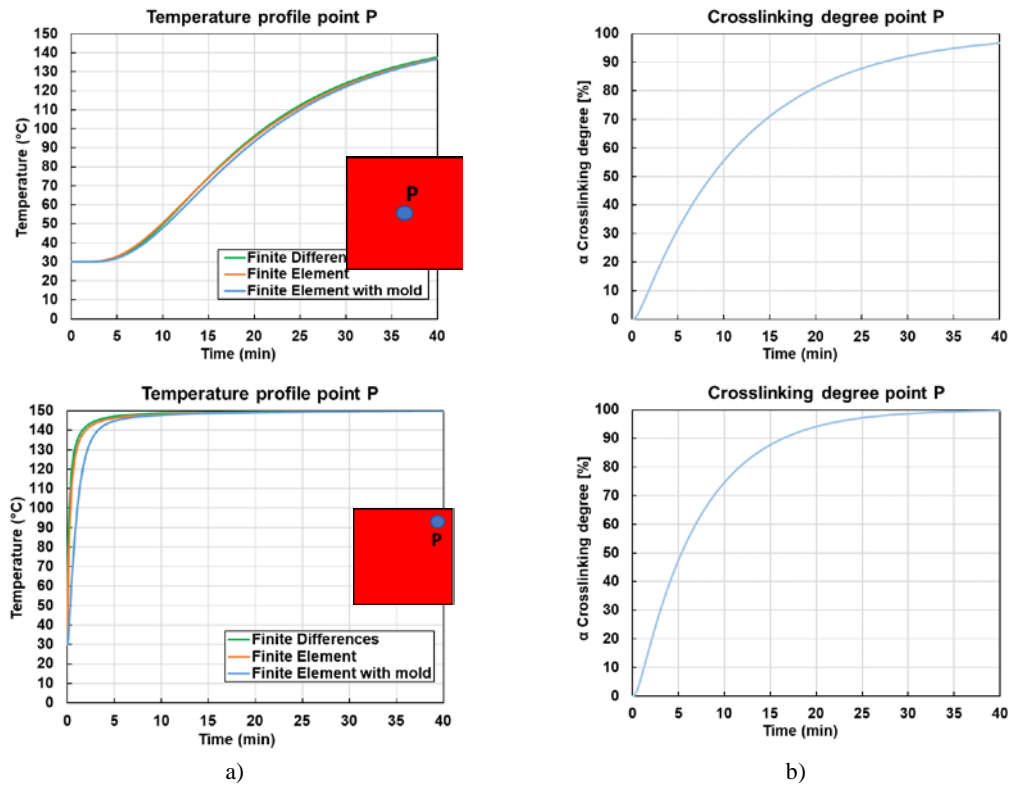 Temperature profile point P
150
140
130
120
110
100
90
80
70
60
50
40
30
20
10
0
Temperature (°C)
P
Finite Differen
Finite Element
Finite Element with mold
0 5 10 15 20 25 30 35 40
Time (min)
Crosslinking degree point P
100
90
80
70
60
50
40
30
20
10
0
α Crosslinking degree [%]
0 5 10 15 20 25 30 35 40
Time (min)
Temperature profile point P
150
140
130
120
110
100
90
80
70
60
50
40
30
20
10
0
Temperature (°C)
P
Finite Differences
Finite Element
Finite Element with mold
0 5 10 15 20 25 30 35 40
Time (min)
Crosslinking degree point P
100
90
80
70
60
50
40
30
20
10
0
α Crosslinking degree [%]
0 5 10 15 20 25 30 35 40
Time (min)
a)
b)